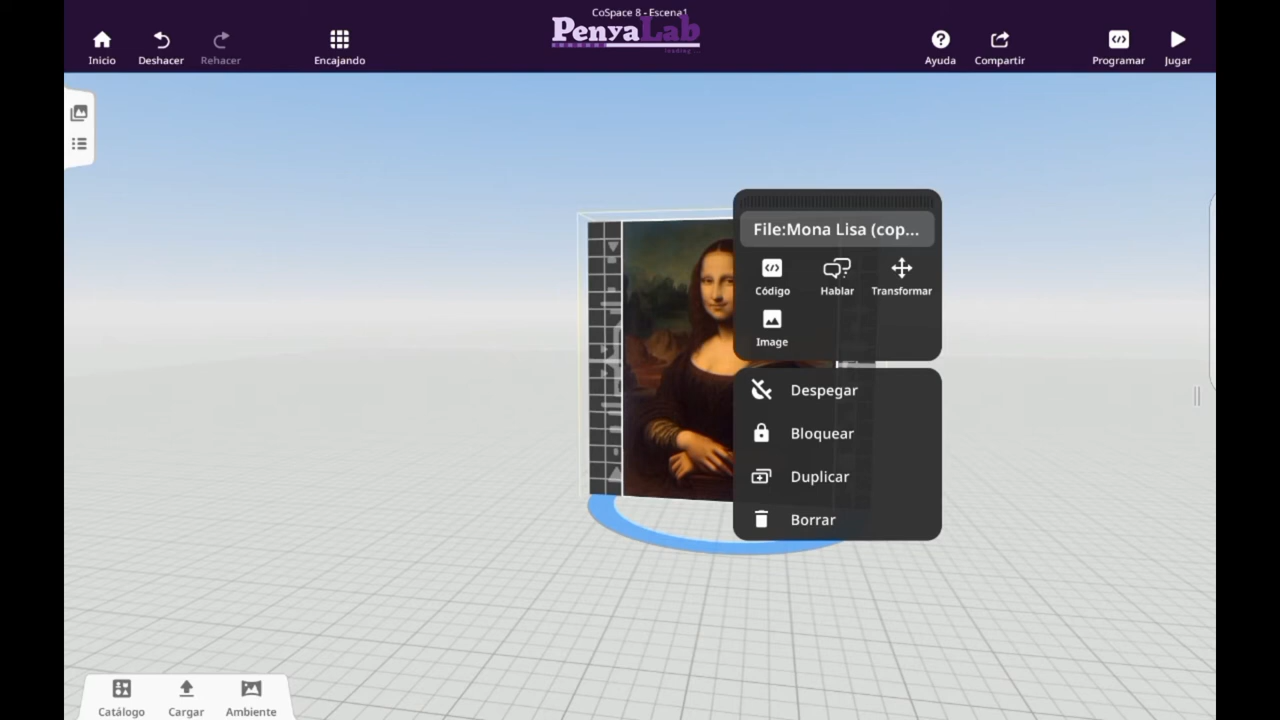 CoSpace 8 - Escena1
PenyaLab
loading...
Inicio
Deshacer
Rehacer
Encajando
Ayuda
Compartir
Programar
Jugar
File:Mona Lisa (cop...
Código
Hablar
Transformar
Image
Despegar
Bloquear
Duplicar
Borrar
Catálogo
Cargar
Ambiente